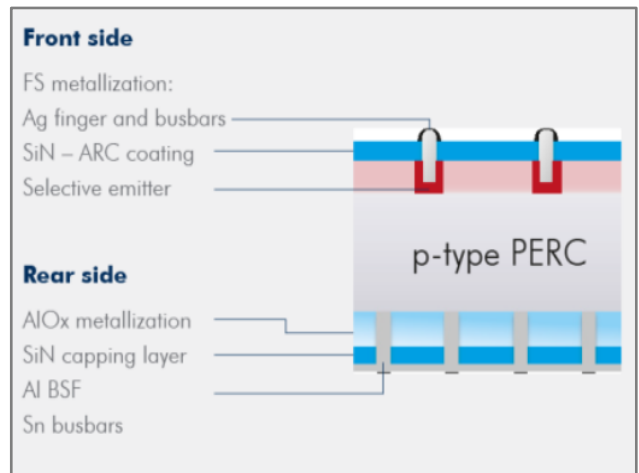 Front side
FS metallization:
Ag finger and busbars
SiN – ARC coating
Selective emitter
p-type PERC
Rear side
AlOx metallization
SiN capping layer
Al BSF
Sn busbars